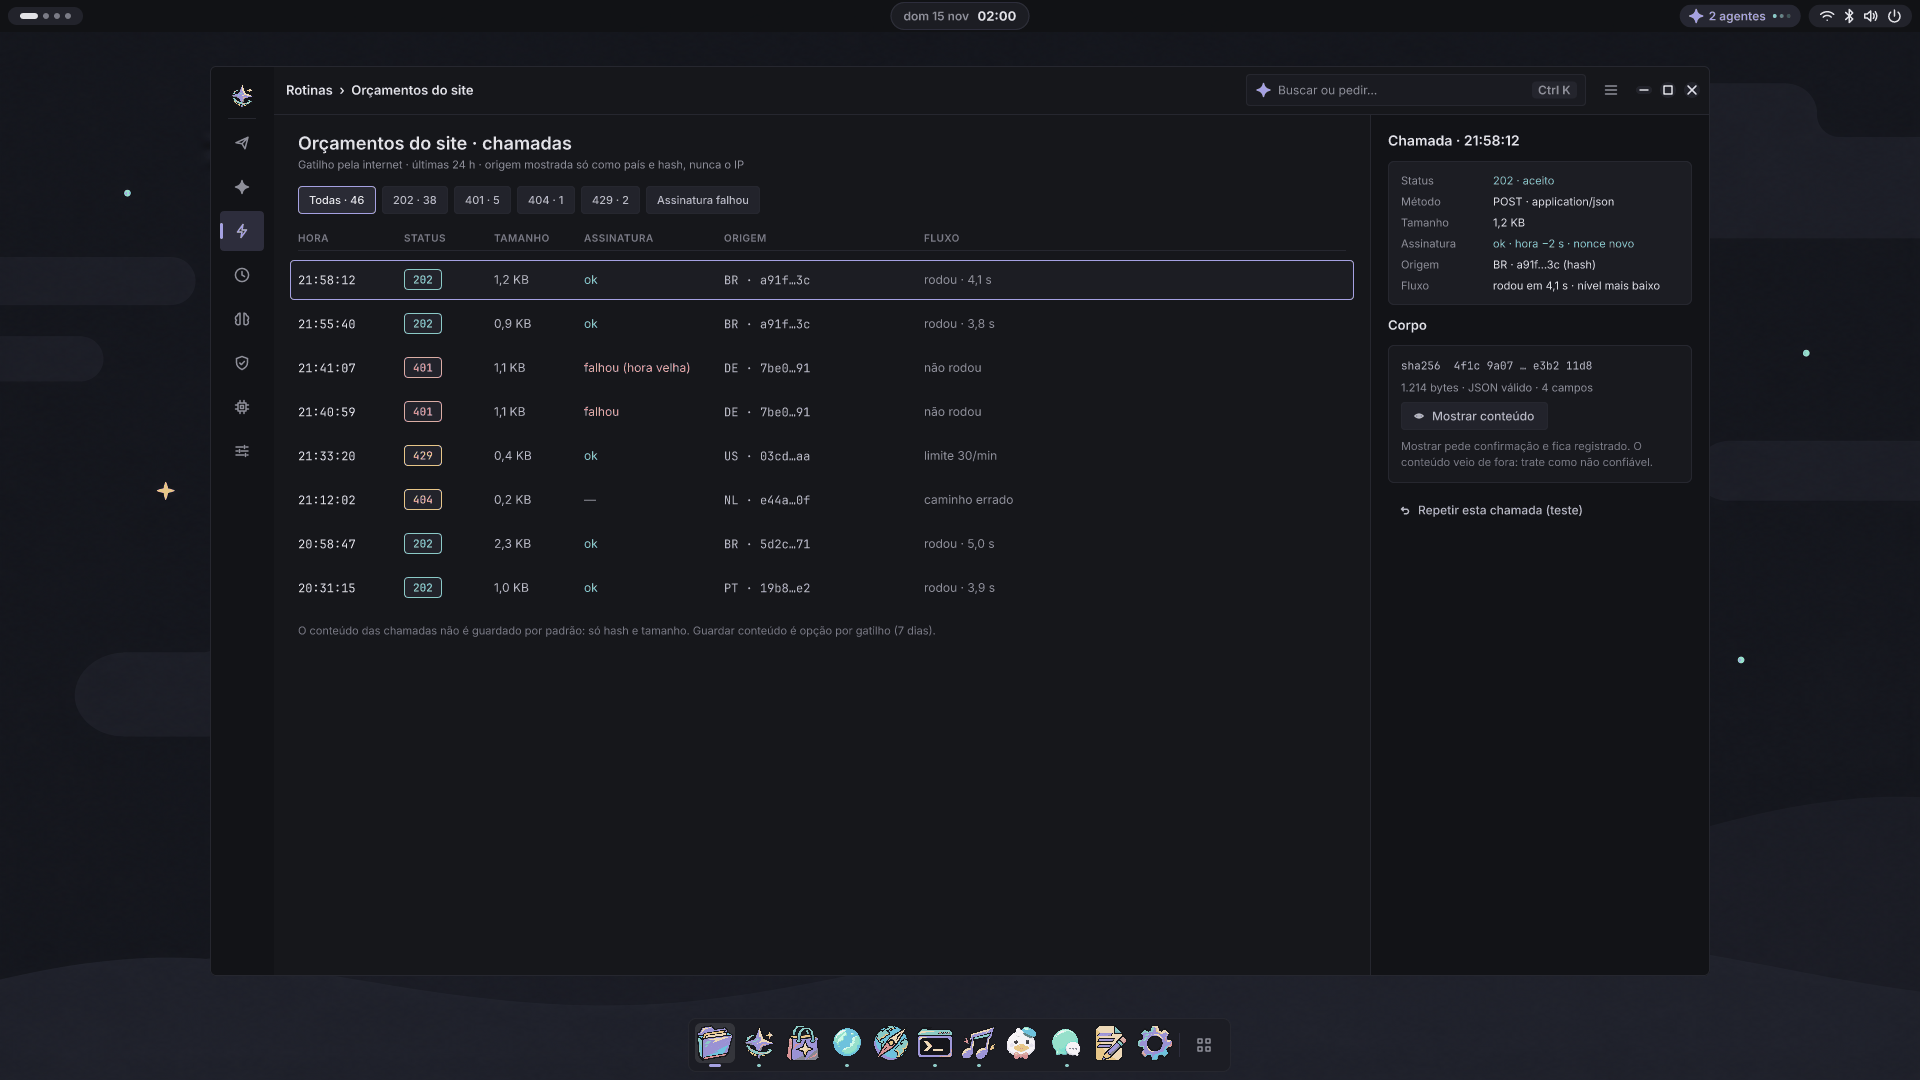 dom 15 nov 02:00
2 agentes
Rotinas › Orçamentos do site
Buscar ou pedir... Ctrl K
Orçamentos do site · chamadas
Gatilho pela internet · últimas 24 h · origem mostrada só como país e hash, nunca o IP
Todas · 46
202 · 38
401 · 5
404 · 1
429 · 2
Assinatura falhou
HORA STATUS TAMANHO ASSINATURA ORIGEM FLUXO
21:58:12 202 1,2 KB ok BR · a91f…3c rodou · 4,1 s
21:55:40 202 0,9 KB ok BR · a91f…3c rodou · 3,8 s
21:41:07 401 1,1 KB falhou (hora velha) DE · 7be0…91 não rodou
21:40:59 401 1,1 KB falhou DE · 7be0…91 não rodou
21:33:20 429 0,4 KB ok US · 03cd…aa limite 30/min
21:12:02 404 0,2 KB — NL · e44a…0f caminho errado
20:58:47 202 2,3 KB ok BR · 5d2c…71 rodou · 5,0 s
20:31:15 202 1,0 KB ok PT · 19b8…e2 rodou · 3,9 s
O conteúdo das chamadas não é guardado por padrão: só hash e tamanho. Guardar conteúdo é opção por gatilho (7 dias).
Chamada · 21:58:12
Status 202 · aceito
Método POST · application/json
Tamanho 1,2 KB
Assinatura ok · hora −2 s · nonce novo
Origem BR · a91f…3c (hash)
Fluxo rodou em 4,1 s · nível mais baixo
Corpo
sha256 4f1c 9a07 … e3b2 11d8
1.214 bytes · JSON válido · 4 campos
Mostrar conteúdo
Mostrar pede confirmação e fica registrado. O
conteúdo veio de fora: trate como não confiável.
Repetir esta chamada (teste)